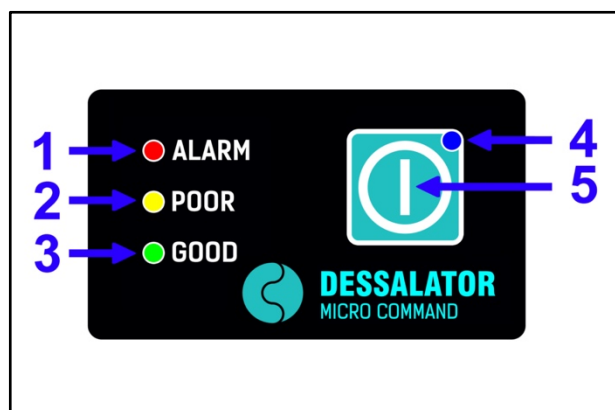 1 ALARM
2 POOR
3 GOOD
4
5
DESSALATOR
MICRO COMMAND